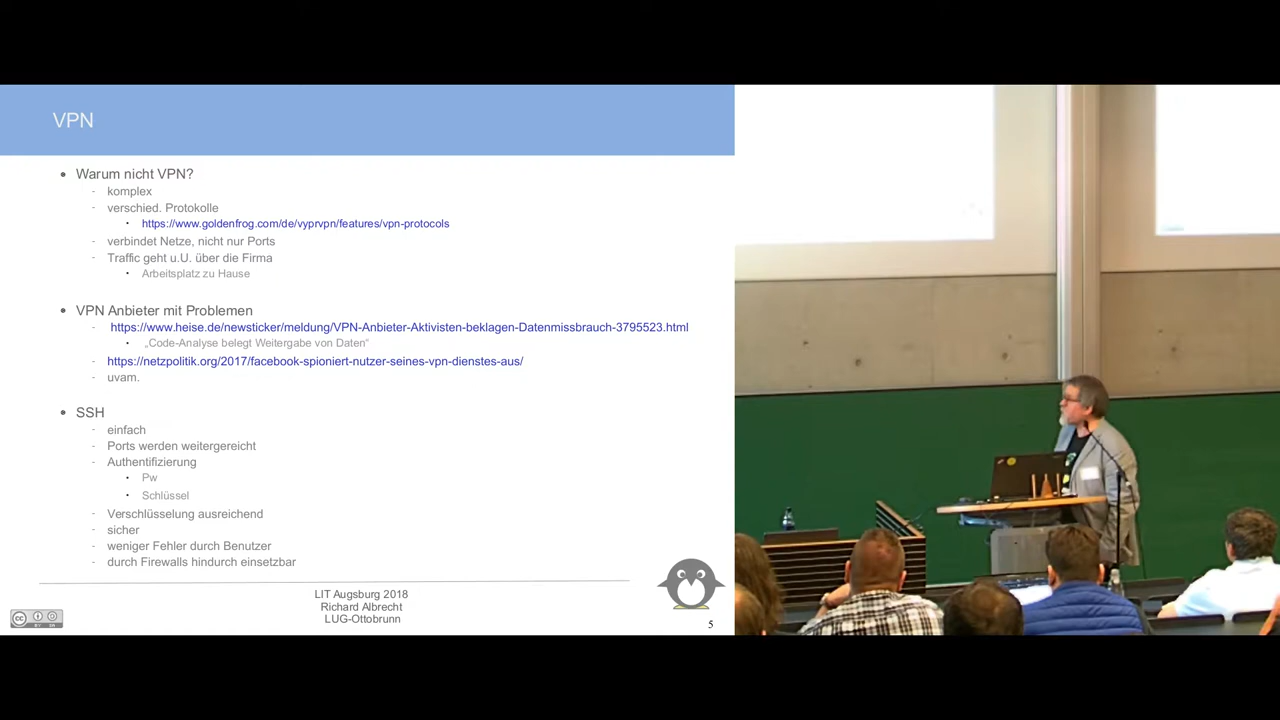 VPN
Warum nicht VPN?
komplex
verschied. Protokolle
https://www.goldenfrog.com/de/vyprvpn/features/vpn-protocols
verbindet Netze, nicht nur Ports
Traffic geht u.U. über die Firma
Arbeitsplatz zu Hause
VPN Anbieter mit Problemen
https://www.heise.de/newsticker/meldung/VPN-Anbieter-Aktivisten-beklagen-Datenmissbrauch-3795523.html
„Code-Analyse belegt Weitergabe von Daten“
https://netzpolitik.org/2017/facebook-spioniert-nutzer-seines-vpn-dienstes-aus/
uvam.
SSH
einfach
Ports werden weitergereicht
Authentifizierung
Pw
Schlüssel
Verschlüsselung ausreichend
sicher
weniger Fehler durch Benutzer
durch Firewalls hindurch einsetzbar
LIT Augsburg 2018
Richard Albrecht
LUG-Ottobrunn
5
cc